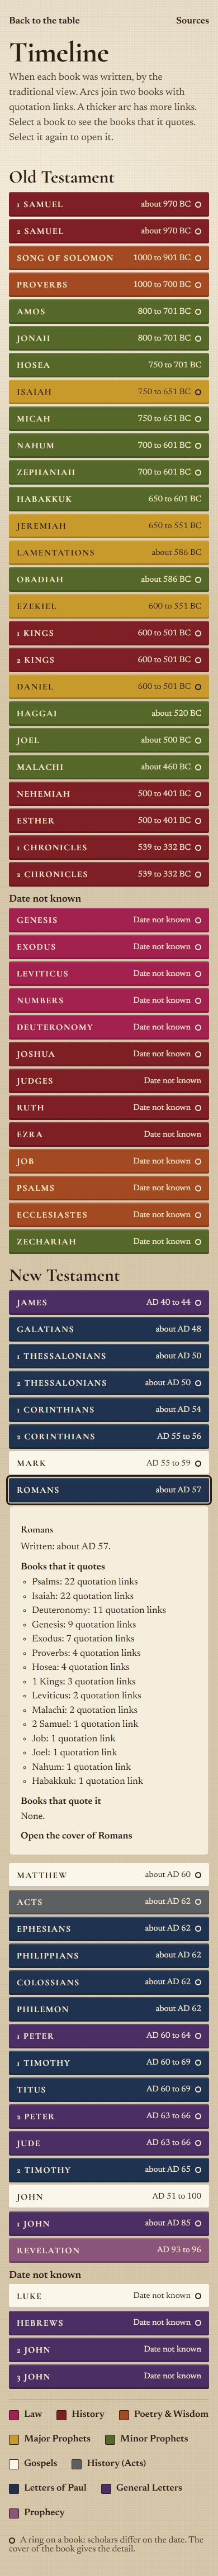 Back to the table Sources
Timeline
When each book was written, by the
traditional view. Arcs join two books with
quotation links. A thicker arc has more links.
Select a book to see the books that it quotes.
Select it again to open it.
Old Testament
1 SAMUEL about 970 BC
2 SAMUEL about 970 BC
SONG OF SOLOMON 1000 to 901 BC
PROVERBS 1000 to 700 BC
AMOS 800 to 701 BC
JONAH 800 to 701 BC
HOSEA 750 to 701 BC
ISAIAH 750 to 651 BC
MICAH 750 to 651 BC
NAHUM 700 to 601 BC
ZEPHANIAH 700 to 601 BC
HABAKKUK 650 to 601 BC
JEREMIAH 650 to 551 BC
LAMENTATIONS about 586 BC
OBADIAH about 586 BC
EZEKIEL 600 to 551 BC
1 KINGS 600 to 501 BC
2 KINGS 600 to 501 BC
DANIEL 600 to 501 BC
HAGGAI about 520 BC
JOEL about 500 BC
MALACHI about 460 BC
NEHEMIAH 500 to 401 BC
ESTHER 500 to 401 BC
1 CHRONICLES 539 to 332 BC
2 CHRONICLES 539 to 332 BC
Date not known
GENESIS Date not known
EXODUS Date not known
LEVITICUS Date not known
NUMBERS Date not known
DEUTERONOMY Date not known
JOSHUA Date not known
JUDGES Date not known
RUTH Date not known
EZRA Date not known
JOB Date not known
PSALMS Date not known
ECCLESIASTES Date not known
ZECHARIAH Date not known
New Testament
JAMES AD 40 to 44
GALATIANS about AD 48
1 THESSALONIANS about AD 50
2 THESSALONIANS about AD 50
1 CORINTHIANS about AD 54
2 CORINTHIANS AD 55 to 56
MARK AD 55 to 59
ROMANS about AD 57
Romans
Written: about AD 57.
Books that it quotes
Psalms: 22 quotation links
Isaiah: 22 quotation links
Deuteronomy: 11 quotation links
Genesis: 9 quotation links
Exodus: 7 quotation links
Proverbs: 4 quotation links
Hosea: 4 quotation links
1 Kings: 3 quotation links
Leviticus: 2 quotation links
Malachi: 2 quotation links
2 Samuel: 1 quotation link
Job: 1 quotation link
Joel: 1 quotation link
Nahum: 1 quotation link
Habakkuk: 1 quotation link
Books that quote it
None.
Open the cover of Romans
MATTHEW about AD 60
ACTS about AD 62
EPHESIANS about AD 62
PHILIPPIANS about AD 62
COLOSSIANS about AD 62
PHILEMON about AD 62
1 PETER AD 60 to 64
1 TIMOTHY AD 60 to 69
TITUS AD 60 to 69
2 PETER AD 63 to 66
JUDE AD 63 to 66
2 TIMOTHY about AD 65
JOHN AD 51 to 100
1 JOHN about AD 85
REVELATION AD 93 to 96
Date not known
LUKE Date not known
HEBREWS Date not known
2 JOHN Date not known
3 JOHN Date not known
Law History Poetry & Wisdom
Major Prophets Minor Prophets
Gospels History (Acts)
Letters of Paul General Letters
Prophecy
A ring on a book: scholars differ on the date. The
cover of the book gives the detail.